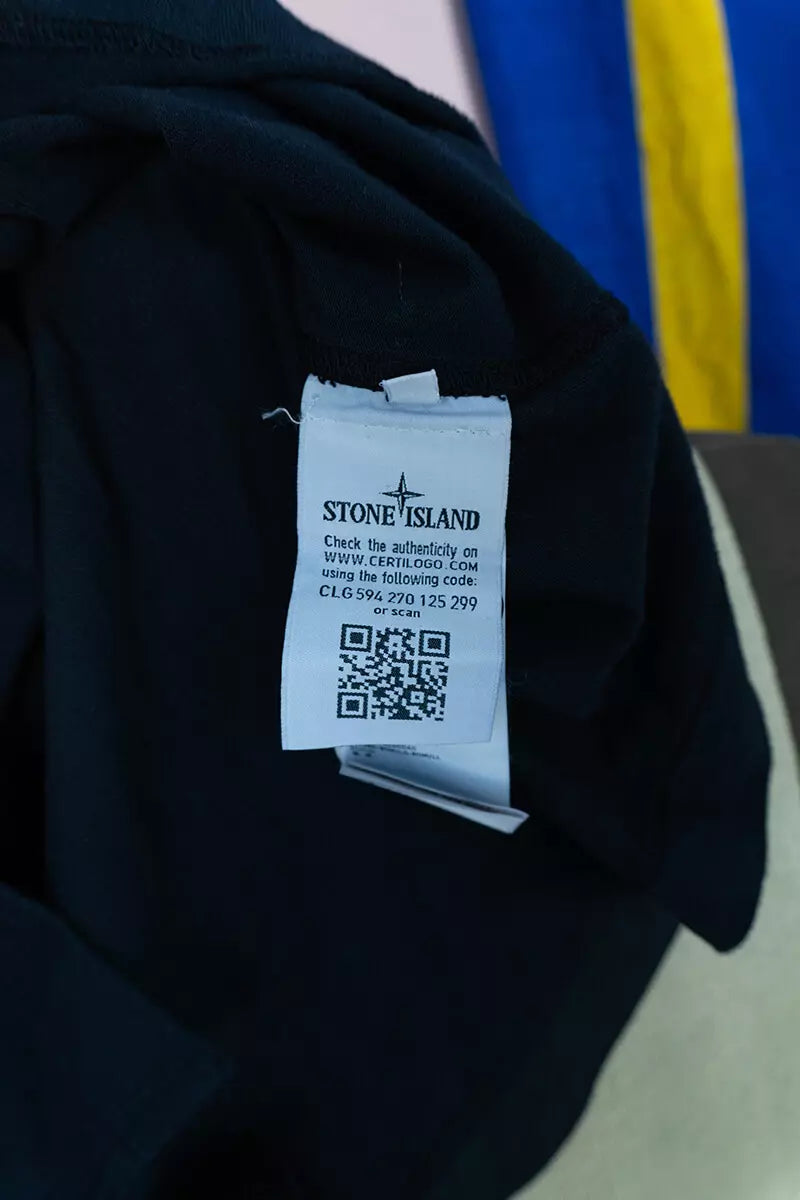 STONE ISLAND
Check the authenticity on
WWW.CERTILOGO.COM
using the following code:
CLG 594 270 125 299
or scan